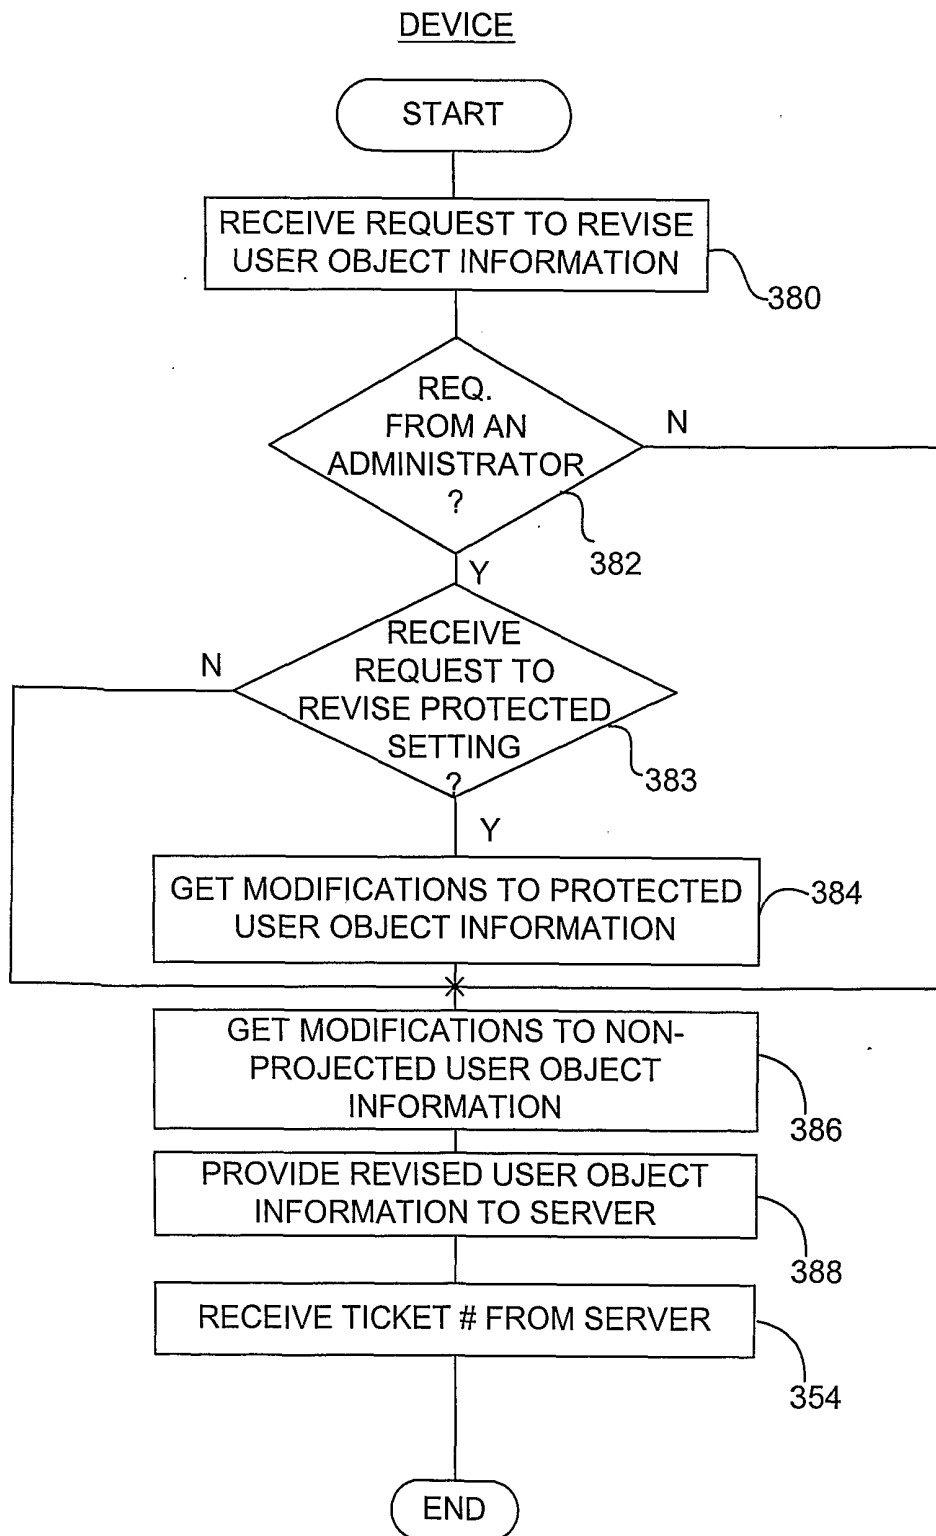 DEVICE
START
RECEIVE REQUEST TO REVISE
USER OBJECT INFORMATION
380
REQ.
FROM AN
ADMINISTRATOR
?
N
382
Y
RECEIVE
REQUEST TO
REVISE PROTECTED
SETTING
?
N
383
Y
GET MODIFICATIONS TO PROTECTED
USER OBJECT INFORMATION
384
GET MODIFICATIONS TO NON-
PROJECTED USER OBJECT
INFORMATION
386
PROVIDE REVISED USER OBJECT
INFORMATION TO SERVER
388
RECEIVE TICKET # FROM SERVER
354
END